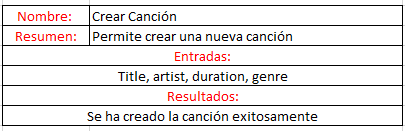 Nombre: Crear Canción
Resumen: Permite crear una nueva canción
Entradas:
Title, artist, duration, genre
Resultados:
Se ha creado la canción exitosamente